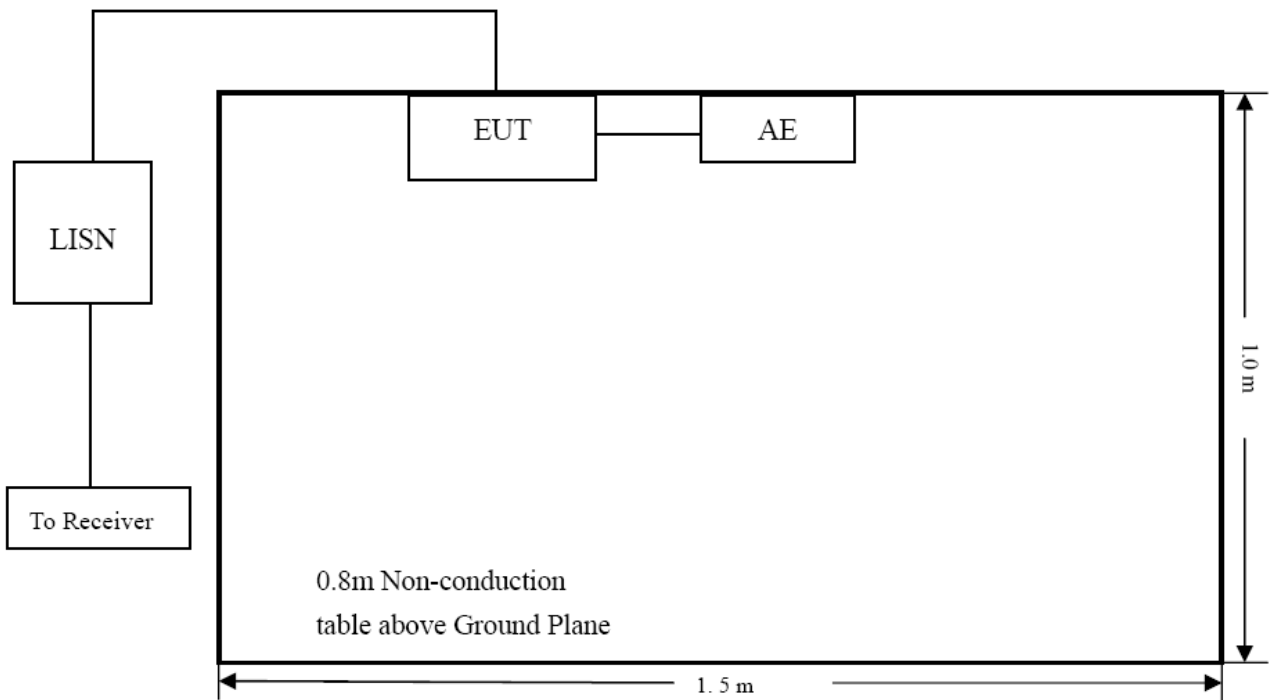 EUT
AE
LISN
1.0 m
To Receiver
0.8m Non-conduction
table above Ground Plane
1. 5 m